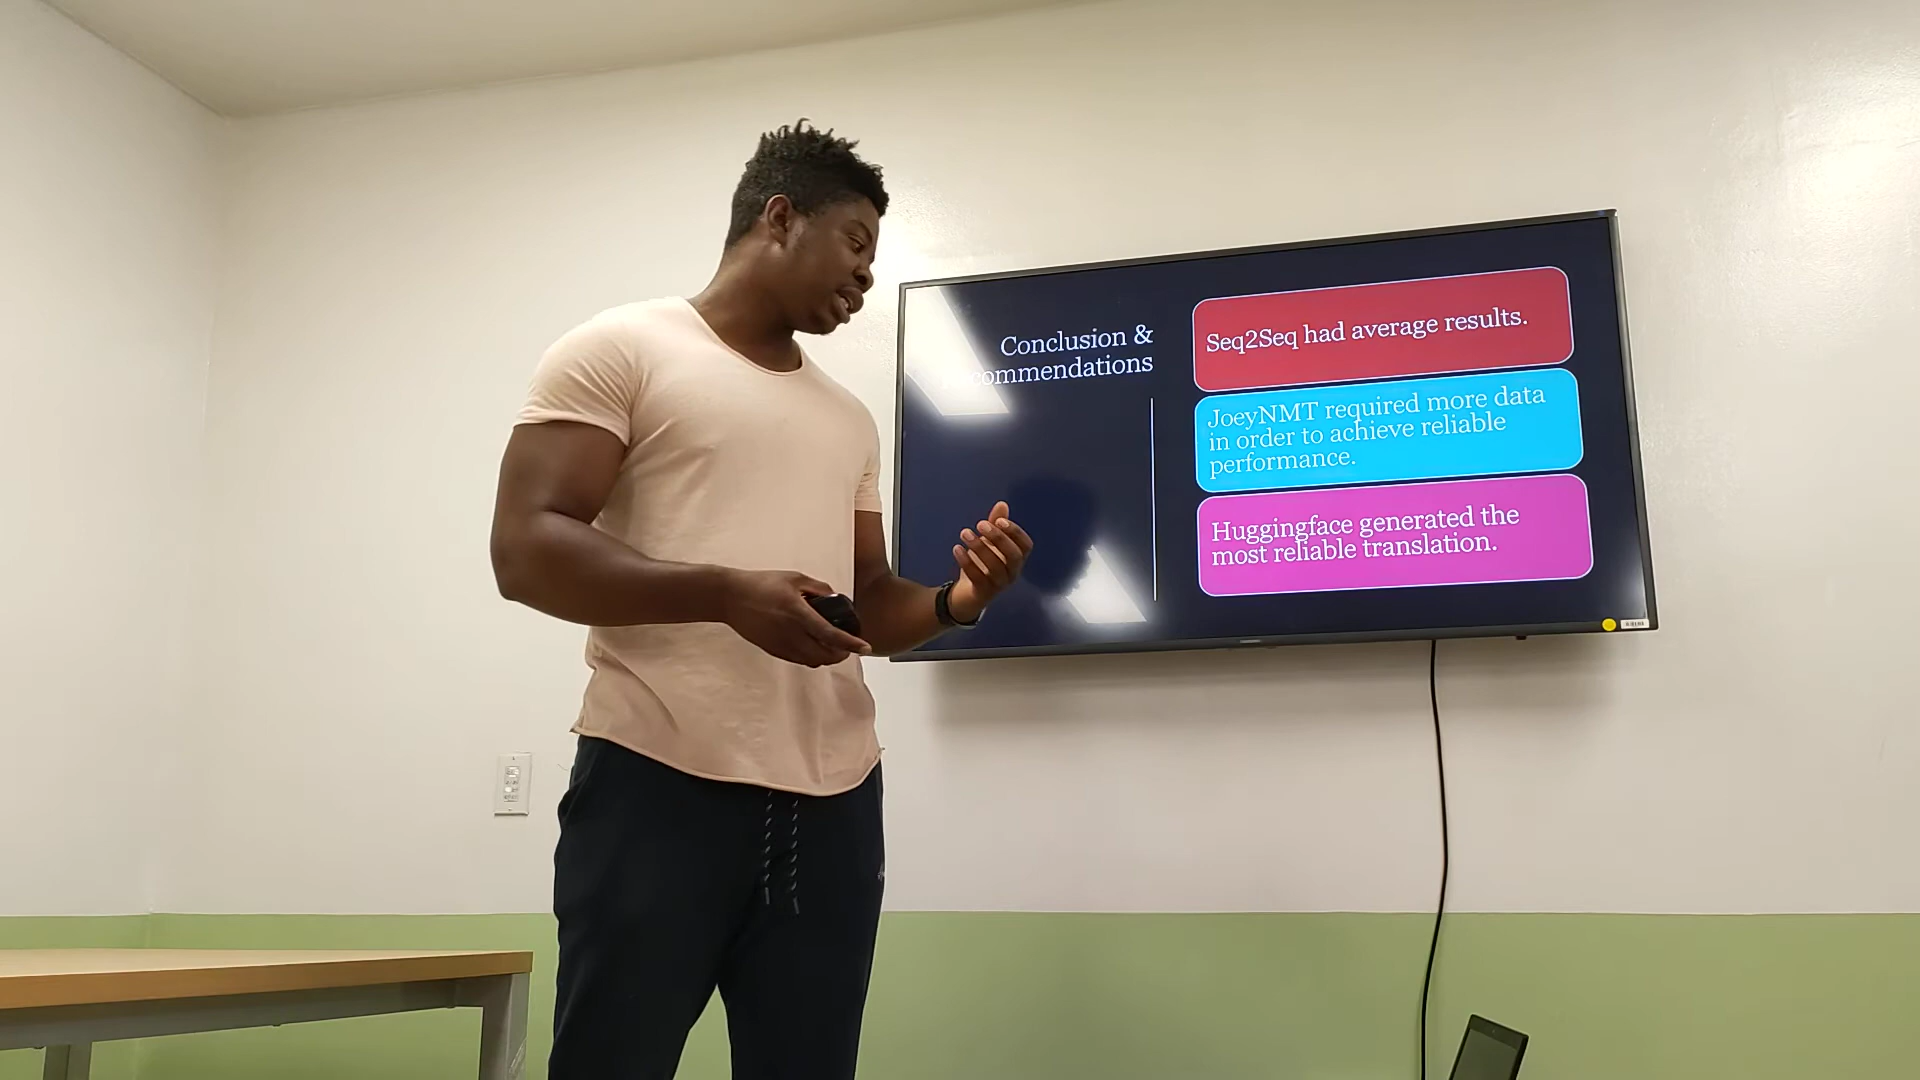 Conclusion &
commendations
Seq2Seq had average results.
JoeyNMT required more data
in order to achieve reliable
performance.
Huggingface generated the
most reliable translation.